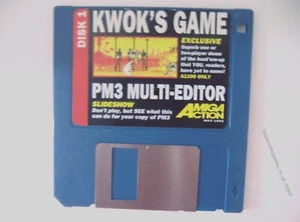 DISK 1
KWOK'S GAME
EXCLUSIVE
Superb one or
two-player demo
of the beat'em-up
that YOU, readers,
have yet to name!
A1200 ONLY
PM3 MULTI-EDITOR
SLIDESHOW
Don't play, but SEE what this
can do for your copy of PM3
AMIGA
ACTION